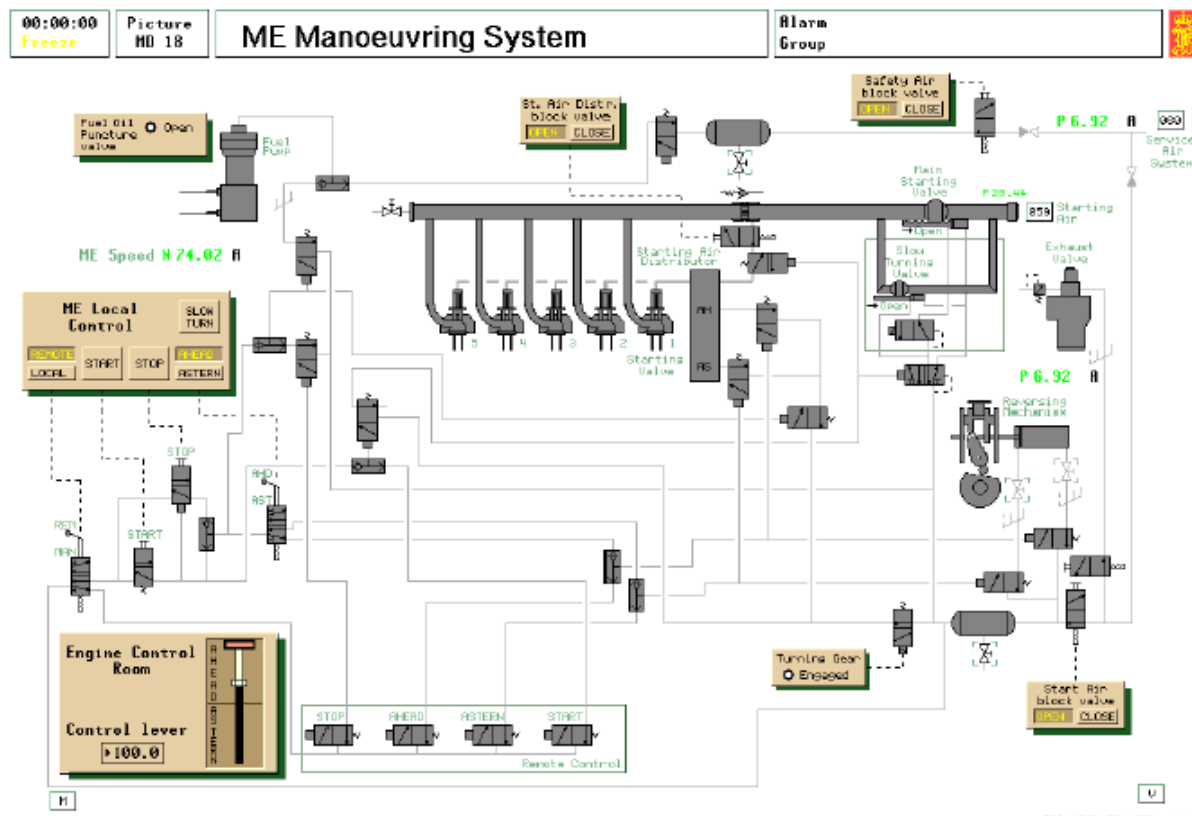 00:00:00
Freeze
Picture
MD 18
ME Manoeuvring System
Alarm
Group
Fuel Oil
Puncture
valve
Open
Fuel
Pump
St. Air Distr.
block valve
OPEN CLOSE
Safety Air
block valve
OPEN CLOSE
P 6.92 A
080
Service
Air
System
Main
Starting
Valve
P 29.44
059
Starting
Air
Open
ME Speed N 74.02 A
Starting Air
Distributor
Slow
Turning
Valve
Open
Exhaust
Valve
ME Local
Control
SLOW
TURN
REMOTE
LOCAL
START
STOP
AHEAD
ASTERN
AH
AS
5 4 3 2 1
Starting
Valve
P 6.92 A
Reversing
Mechanism
STOP
AHD
AST
REM
MAN
START
Engine Control
Room
AHEAD
ASTERN
Control lever
100.0
Turning Gear
Engaged
Start Air
block valve
OPEN CLOSE
STOP AHEAD ASTERN START
Remote Control
M
V